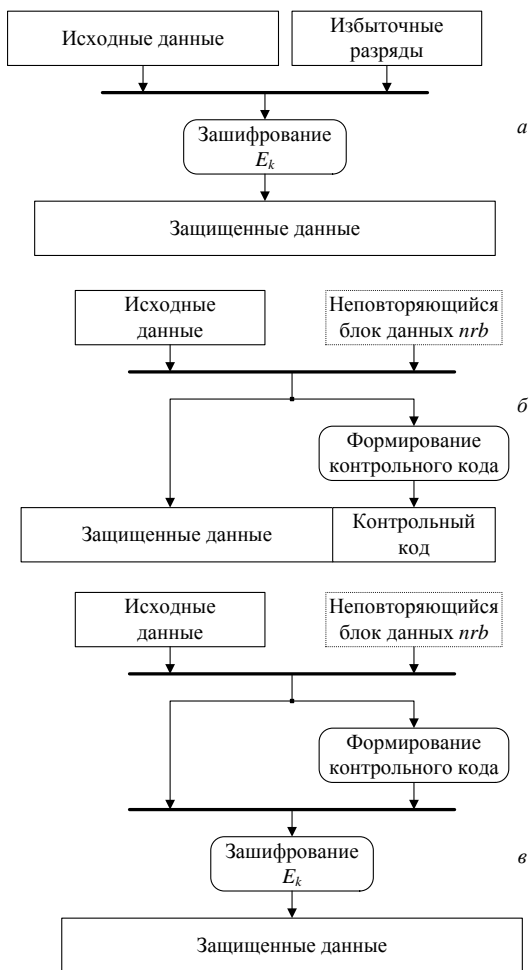 Исходные данные
Избыточные
разряды
а
Зашифрование
E_k
Защищенные данные
Исходные
данные
Неповторяющийся
блок данных nrb
б
Формирование
контрольного кода
Защищенные данные
Контрольный
код
Исходные
данные
Неповторяющийся
блок данных nrb
Формирование
контрольного кода
Зашифрование
E_k
в
Защищенные данные